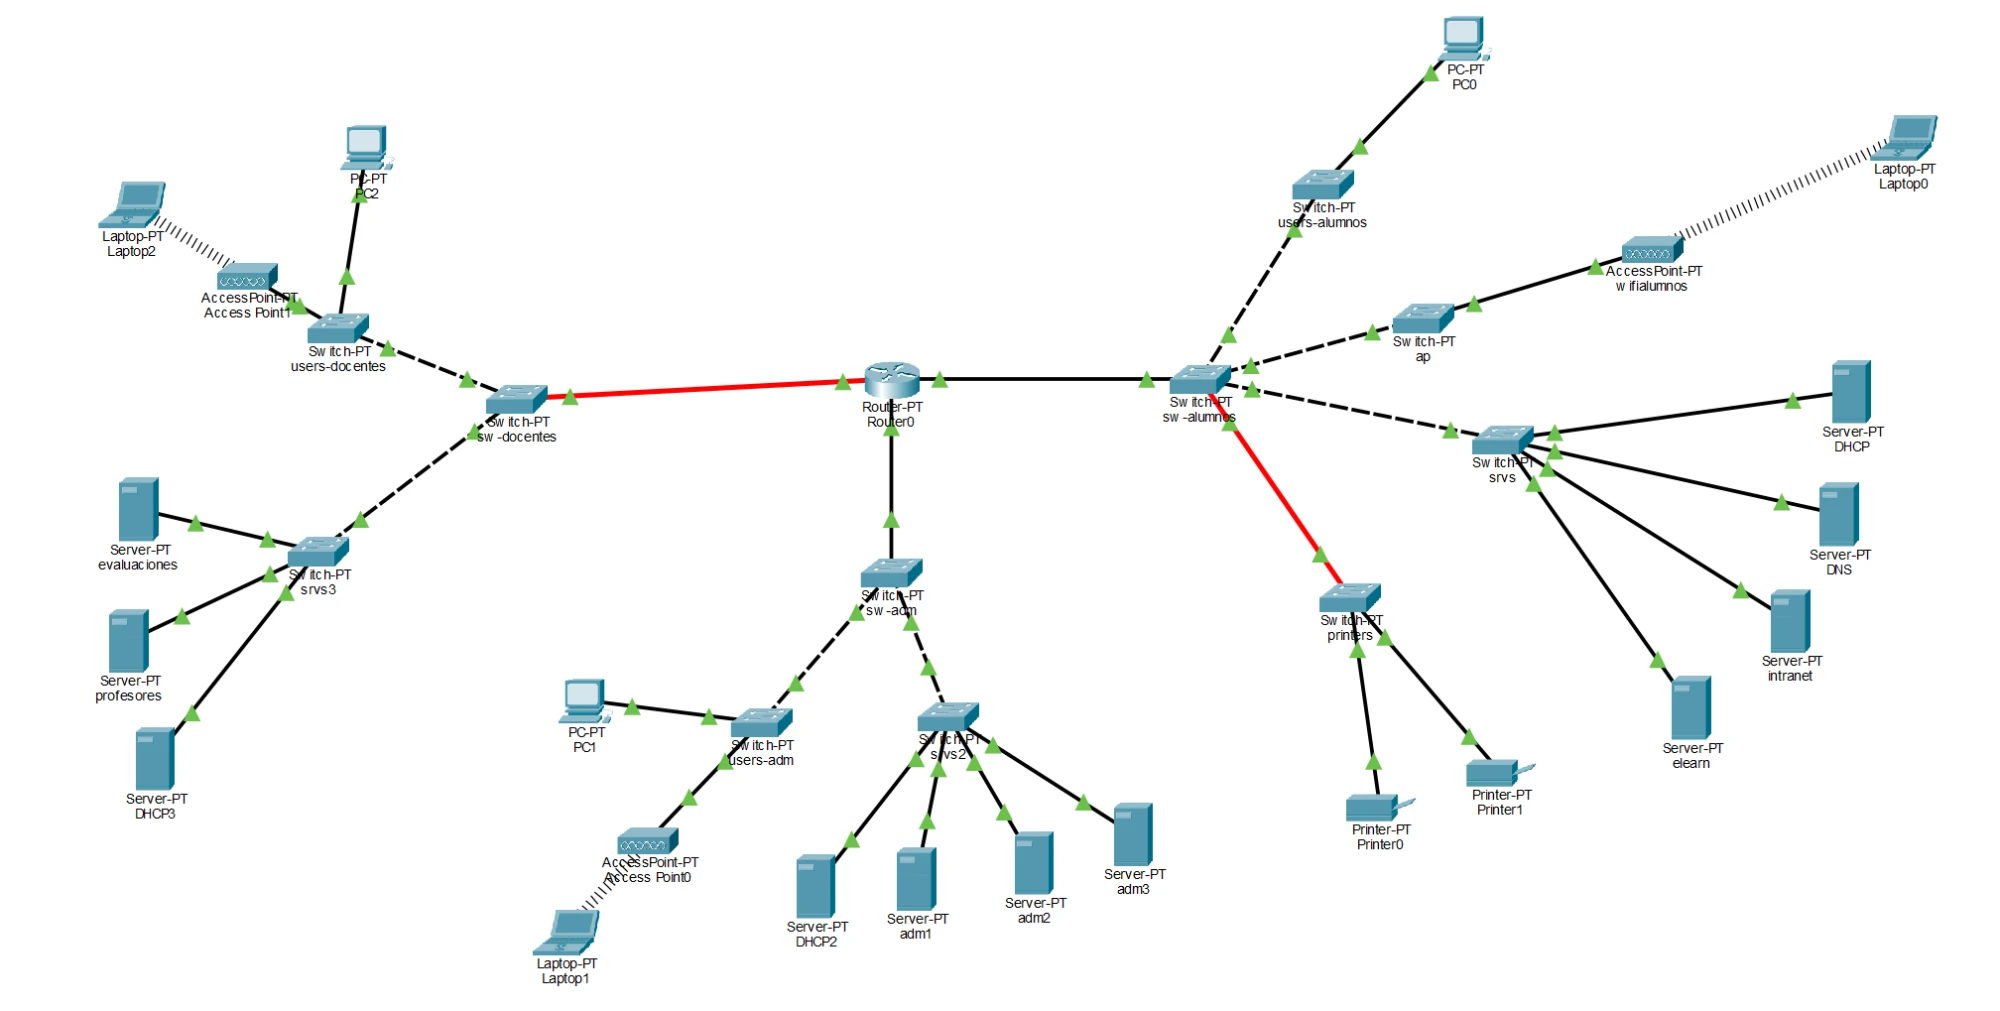 PC-PT
PC0
PC-PT
PC2
Laptop-PT
Laptop0
Laptop-PT
Laptop2
Switch-PT
users-alumnos
AccessPoint-PT
wifialumnos
AccessPoint-PT
Access Point1
Switch-PT
users-docentes
Switch-PT
ap
Switch-PT
sw-docentes
Router-PT
Router0
Switch-PT
sw-alumnos
Server-PT
DHCP
Switch-PT
srvs
Server-PT
DNS
Server-PT
evaluaciones
Switch-PT
srvs3
Switch-PT
sw-adm
Switch-PT
printers
Server-PT
intranet
Server-PT
profesores
PC-PT
PC1
Switch-PT
users-adm
Switch-PT
srvs2
Server-PT
elearn
Server-PT
DHCP3
Printer-PT
Printer1
Printer-PT
Printer0
AccessPoint-PT
Access Point0
Server-PT
adm3
Server-PT
adm2
Server-PT
adm1
Server-PT
DHCP2
Laptop-PT
Laptop1